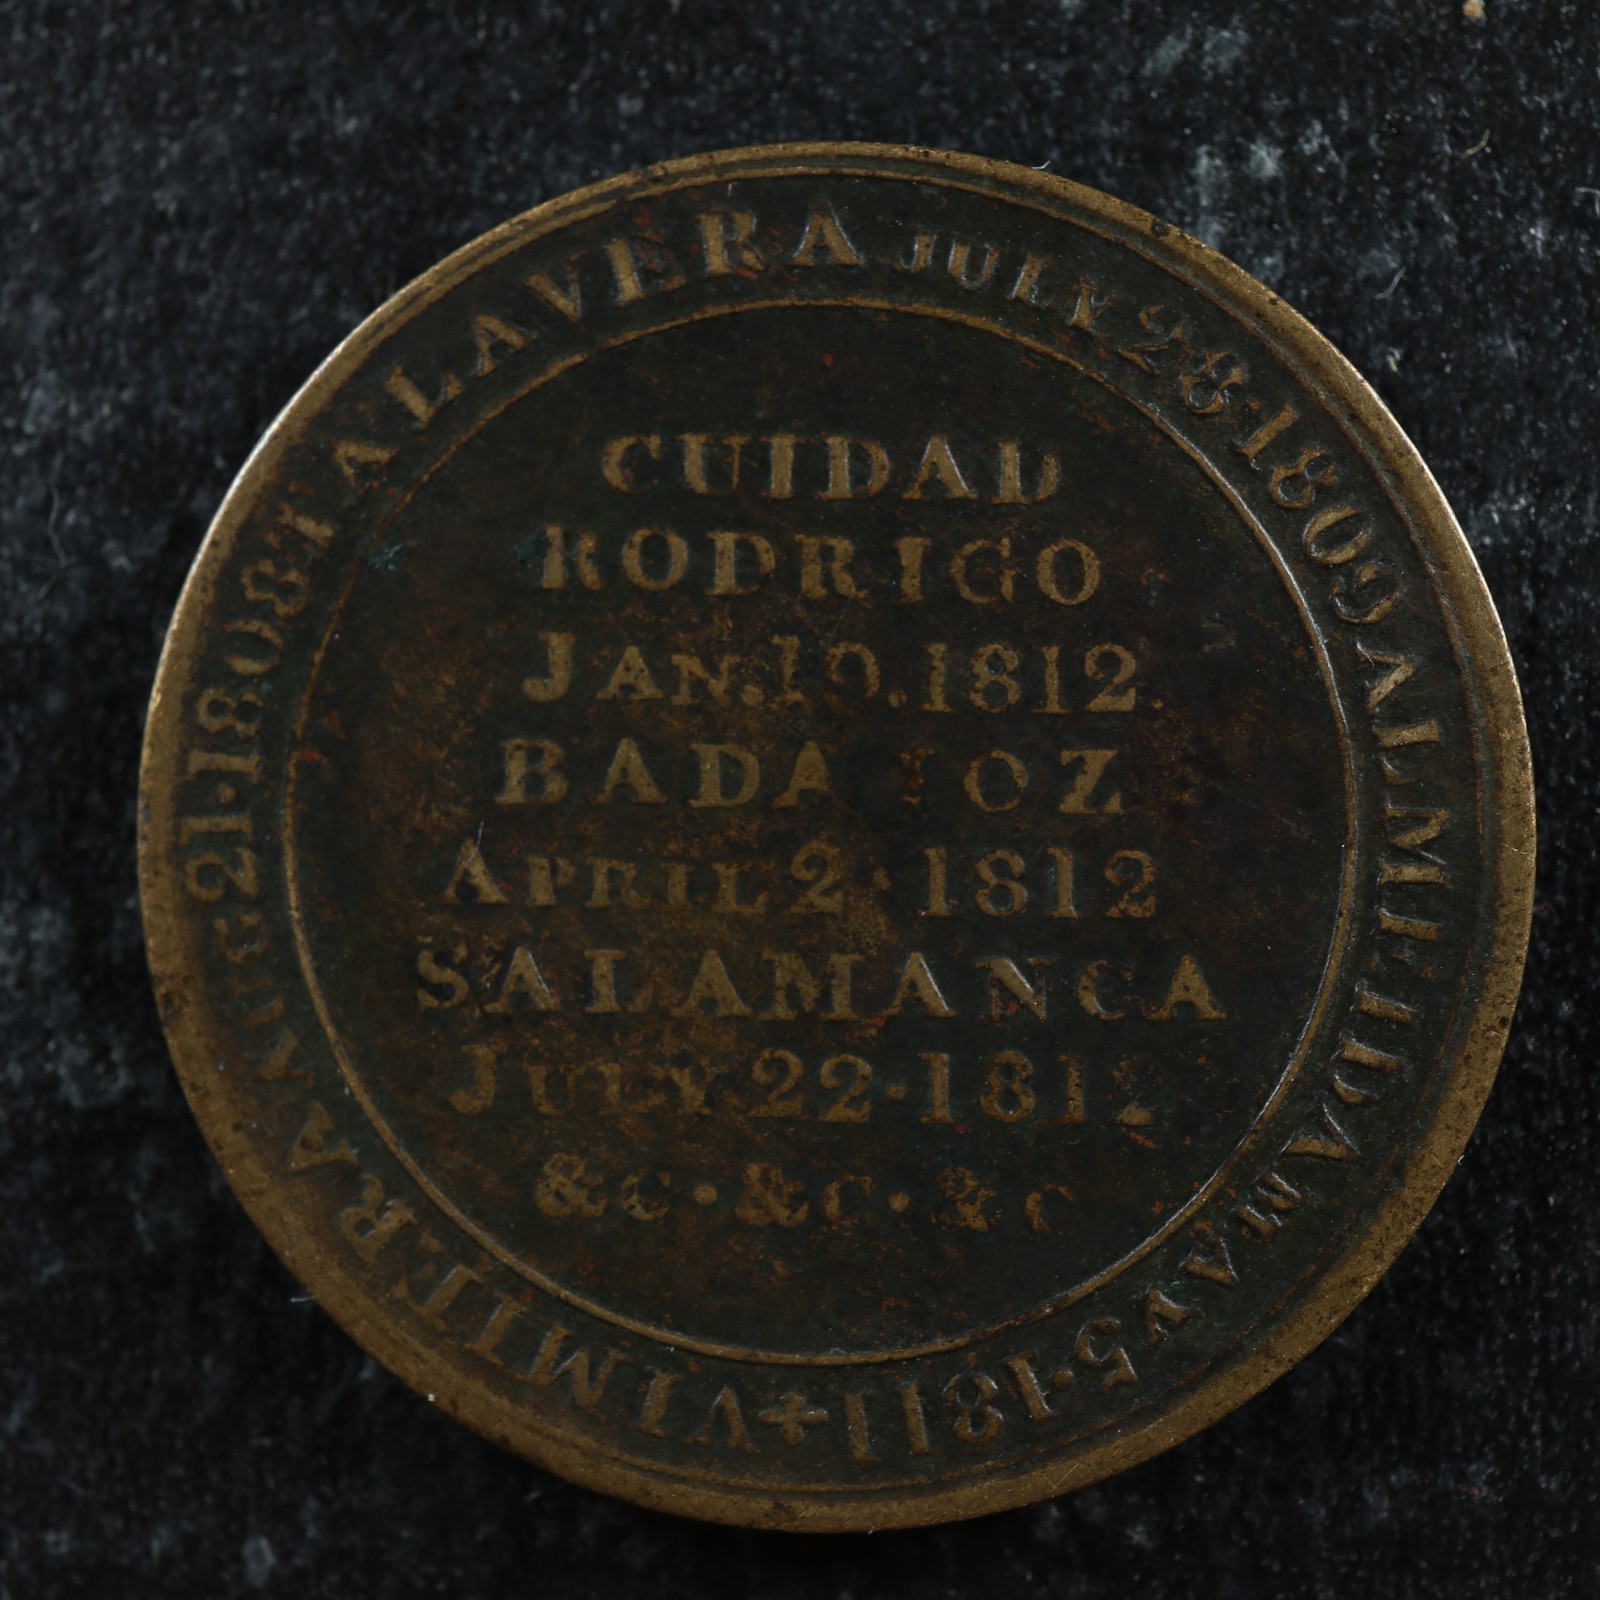 VIMIERA AUG 21·1808 TALAVERA JULY 28·1809 ALMEIDA MAY 5·1811 +
CUIDAD
RODRIGO
JAN.19.1812.
BADAJOZ
APRIL 2·1812
SALAMANCA
JULY 22·1812
&C·&C·&C